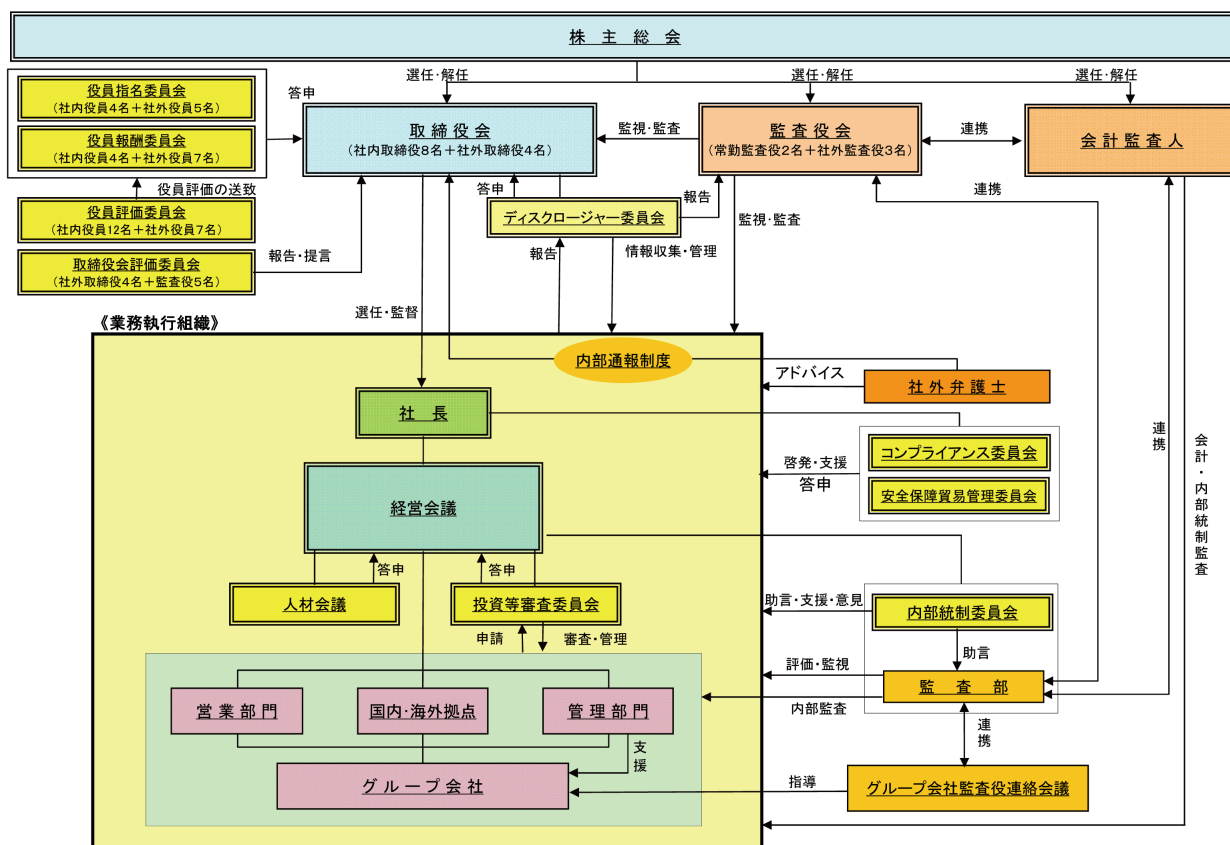 株主総会
選任・解任
選任・解任
選任・解任
役員指名委員会
(社内役員4名+社外役員5名)
役員報酬委員会
(社内役員4名+社外役員7名)
答申
取締役会
(社内取締役8名+社外取締役4名)
監視・監査
監査役会
(常勤監査役2名+社外監査役3名)
連携
会計監査人
役員評価の送致
答申
報告
連携
役員評価委員会
(社内役員12名+社外役員7名)
ディスクロージャー委員会
監視・監査
取締役会評価委員会
(社外取締役4名+監査役5名)
報告・提言
報告
情報収集・管理
選任・監督
《業務執行組織》
内部通報制度
アドバイス
社外弁護士
社長
コンプライアンス委員会
啓発・支援
答申
安全保障貿易管理委員会
連携
会計・内部統制監査
経営会議
答申
答申
人材会議
投資等審査委員会
助言・支援・意見
内部統制委員会
申請
審査・管理
助言
評価・監視
監査部
内部監査
営業部門
国内・海外拠点
管理部門
支援
連携
グループ会社
指導
グループ会社監査役連絡会議